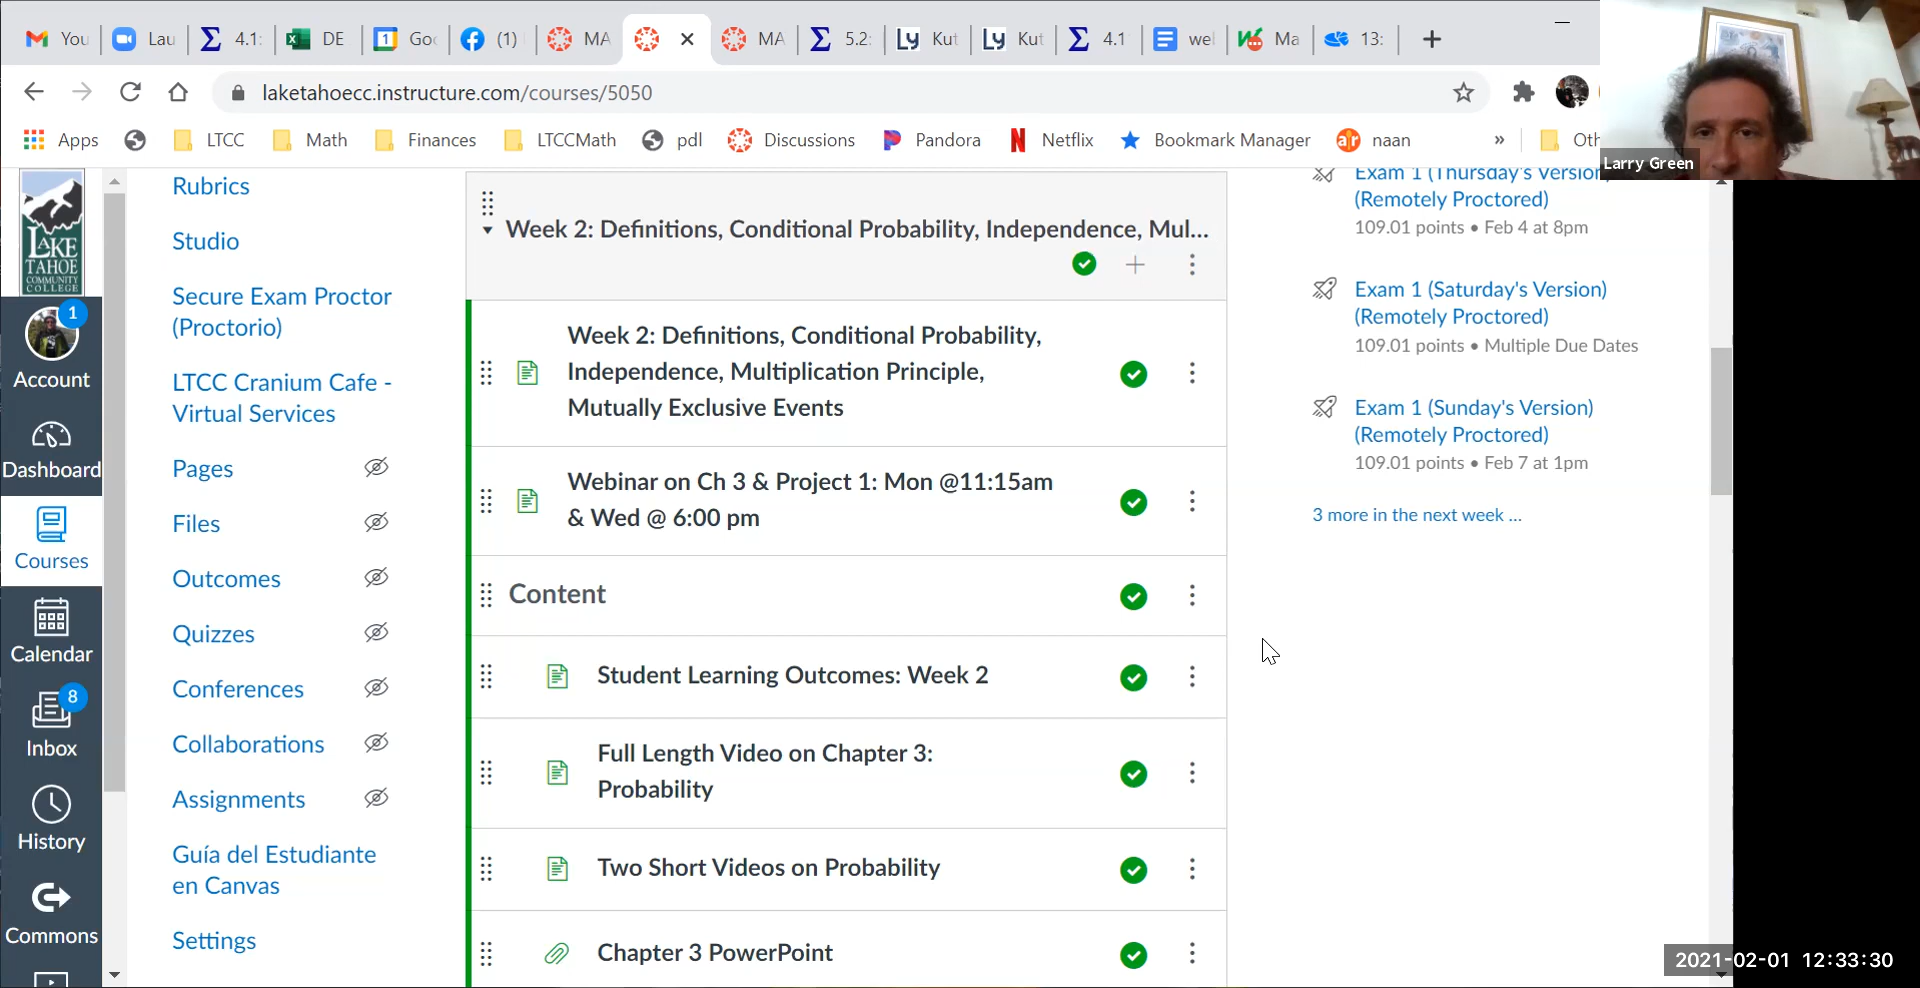 You
Lau
4.1:
DE
Goc
(1)
MA
MA
5.2:
Kut
Kut
4.1
wel
Ma
13:
laketahoecc.instructure.com/courses/5050
Apps
LTCC
Math
Finances
LTCCMath
pdl
Discussions
Pandora
Netflix
Bookmark Manager
naan
»
Oth
Larry Green
LAKE
TAHOE
COMMUNITY
COLLEGE
1
Account
Dashboard
Courses
Calendar
8
Inbox
History
Commons
Rubrics
Studio
Secure Exam Proctor
(Proctorio)
LTCC Cranium Cafe -
Virtual Services
Pages
Files
Outcomes
Quizzes
Conferences
Collaborations
Assignments
Guía del Estudiante
en Canvas
Settings
Week 2: Definitions, Conditional Probability, Independence, Mul...
Week 2: Definitions, Conditional Probability,
Independence, Multiplication Principle,
Mutually Exclusive Events
Webinar on Ch 3 & Project 1: Mon @11:15am
& Wed @ 6:00 pm
Content
Student Learning Outcomes: Week 2
Full Length Video on Chapter 3:
Probability
Two Short Videos on Probability
Chapter 3 PowerPoint
Exam 1 (Thursday's Version)
(Remotely Proctored)
109.01 points • Feb 4 at 8pm
Exam 1 (Saturday's Version)
(Remotely Proctored)
109.01 points • Multiple Due Dates
Exam 1 (Sunday's Version)
(Remotely Proctored)
109.01 points • Feb 7 at 1pm
3 more in the next week ...
2021-02-01 12:33:30